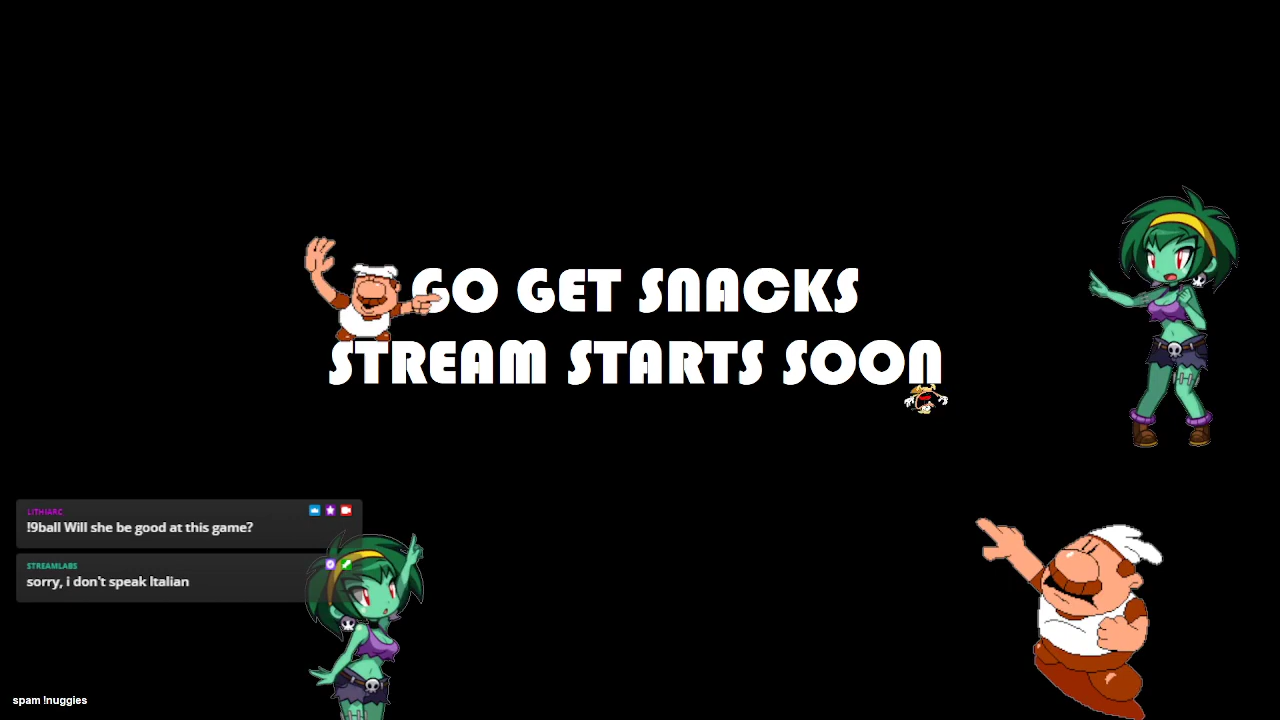 GO GET SNACKS
STREAM STARTS SOON
LITHIARC
!9ball Will she be good at this game?
STREAMLABS
sorry, i don't speak Italian
spam !nuggies